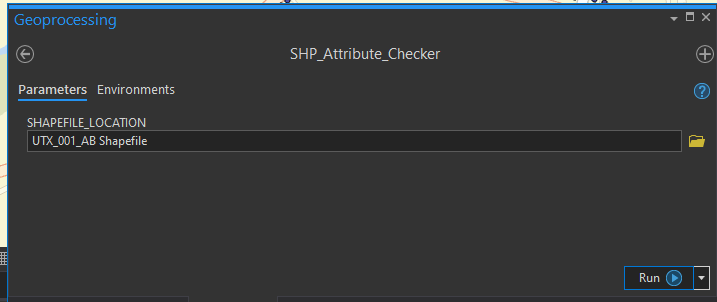 Geoprocessing
SHP_Attribute_Checker
Parameters Environments
SHAPEFILE_LOCATION
UTX_001_AB Shapefile
Run